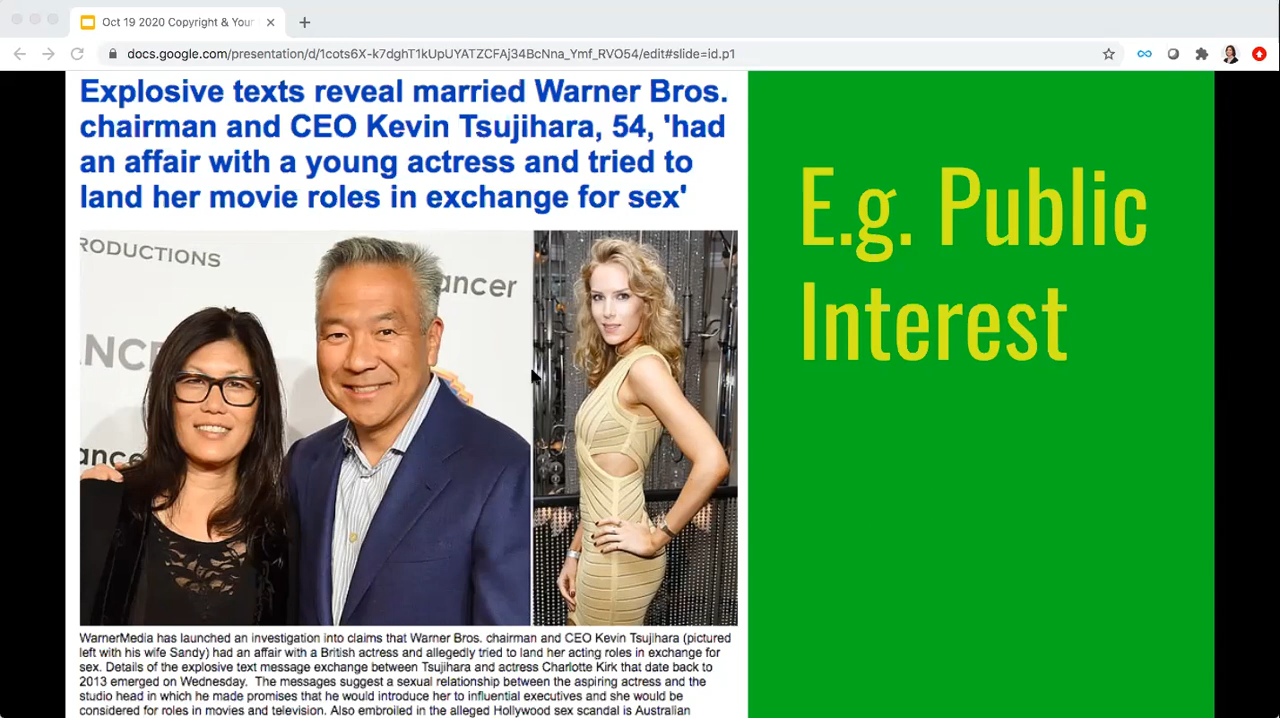 Oct 19 2020 Copyright & Your
docs.google.com/presentation/d/1cots6X-k7dghT1kUpUYATZCFAj34BcNna_Ymf_RVO54/edit#slide=id.p1
Explosive texts reveal married Warner Bros.
chairman and CEO Kevin Tsujihara, 54, 'had
an affair with a young actress and tried to
land her movie roles in exchange for sex'
RODUCTIONS
ancer
NCE
ancer
WarnerMedia has launched an investigation into claims that Warner Bros. chairman and CEO Kevin Tsujihara (pictured
left with his wife Sandy) had an affair with a British actress and allegedly tried to land her acting roles in exchange for
sex. Details of the explosive text message exchange between Tsujihara and actress Charlotte Kirk that date back to
2013 emerged on Wednesday. The messages suggest a sexual relationship between the aspiring actress and the
studio head in which he made promises that he would introduce her to influential executives and she would be
considered for roles in movies and television. Also embroiled in the alleged Hollywood sex scandal is Australian
E.g. Public
Interest